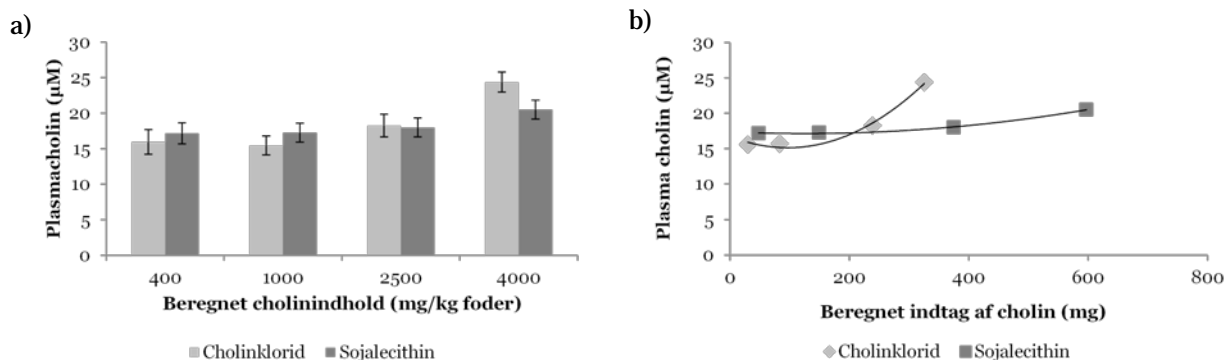 a)
Plasmacholin (µM)
30
25
20
15
10
5
0
400 1000 2500 4000
Beregnet cholinindhold (mg/kg foder)
Cholinklorid Sojalecithin
b)
Plasma cholin (µM)
30
25
20
15
10
5
0
0 200 400 600 800
Beregnet indtag af cholin (mg)
Cholinklorid Sojalecithin